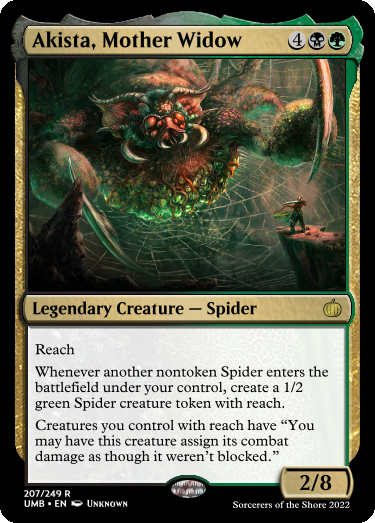 Akista, Mother Widow 4
Legendary Creature — Spider
Reach
Whenever another nontoken Spider enters the
battlefield under your control, create a 1/2
green Spider creature token with reach.
Creatures you control with reach have “You
may have this creature assign its combat
damage as though it weren’t blocked.”
2/8
207/249 R
UMB • EN Unknown
Sorcerers of the Shore 2022